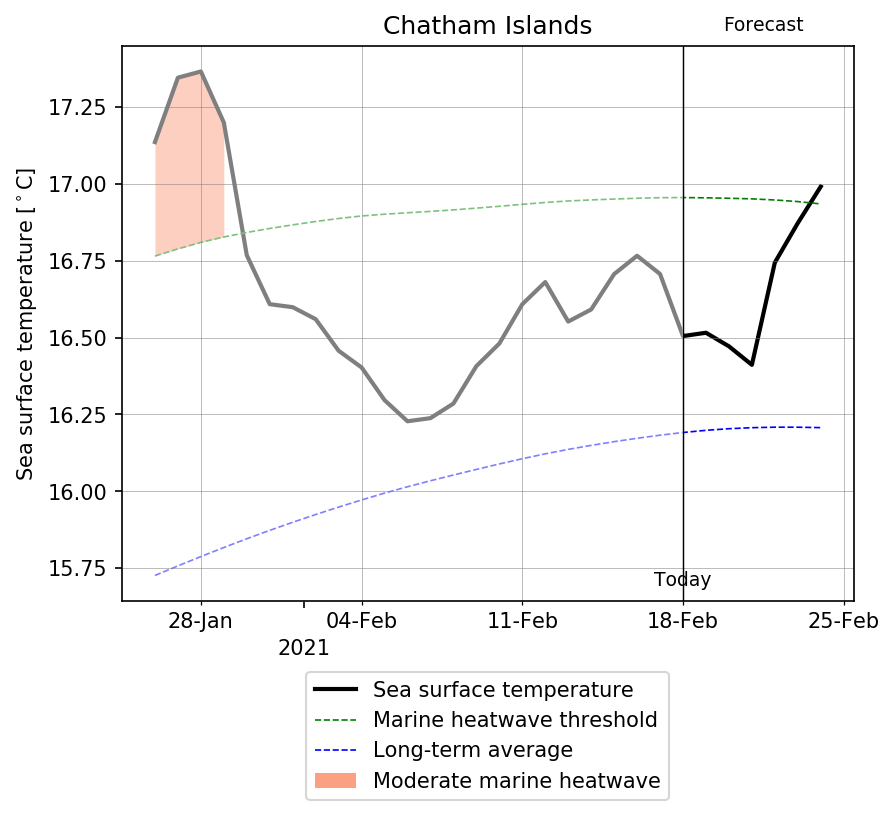 Chatham Islands
Forecast
Sea surface temperature [°C]
17.25
17.00
16.75
16.50
16.25
16.00
15.75
Today
28-Jan
04-Feb
11-Feb
18-Feb
25-Feb
2021
Sea surface temperature
Marine heatwave threshold
Long-term average
Moderate marine heatwave